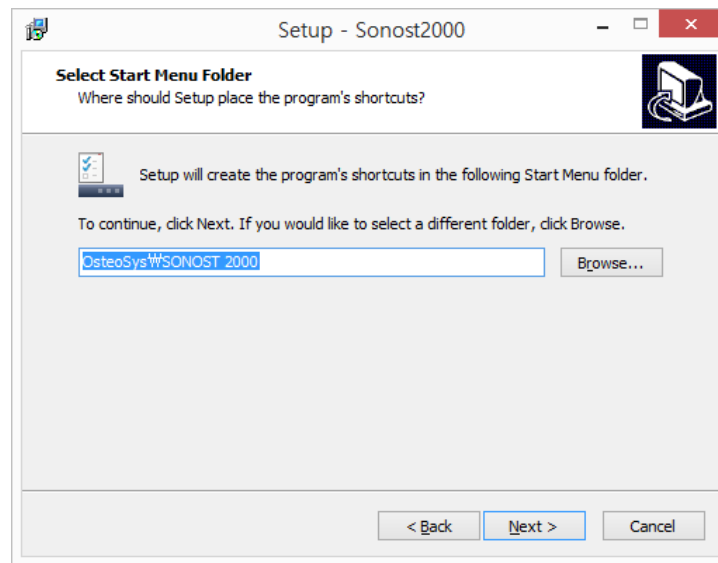 Setup - Sonost2000
Select Start Menu Folder
Where should Setup place the program's shortcuts?
Setup will create the program's shortcuts in the following Start Menu folder.
To continue, click Next. If you would like to select a different folder, click Browse.
OsteoSys₩SONOST 2000
Browse...
< Back
Next >
Cancel